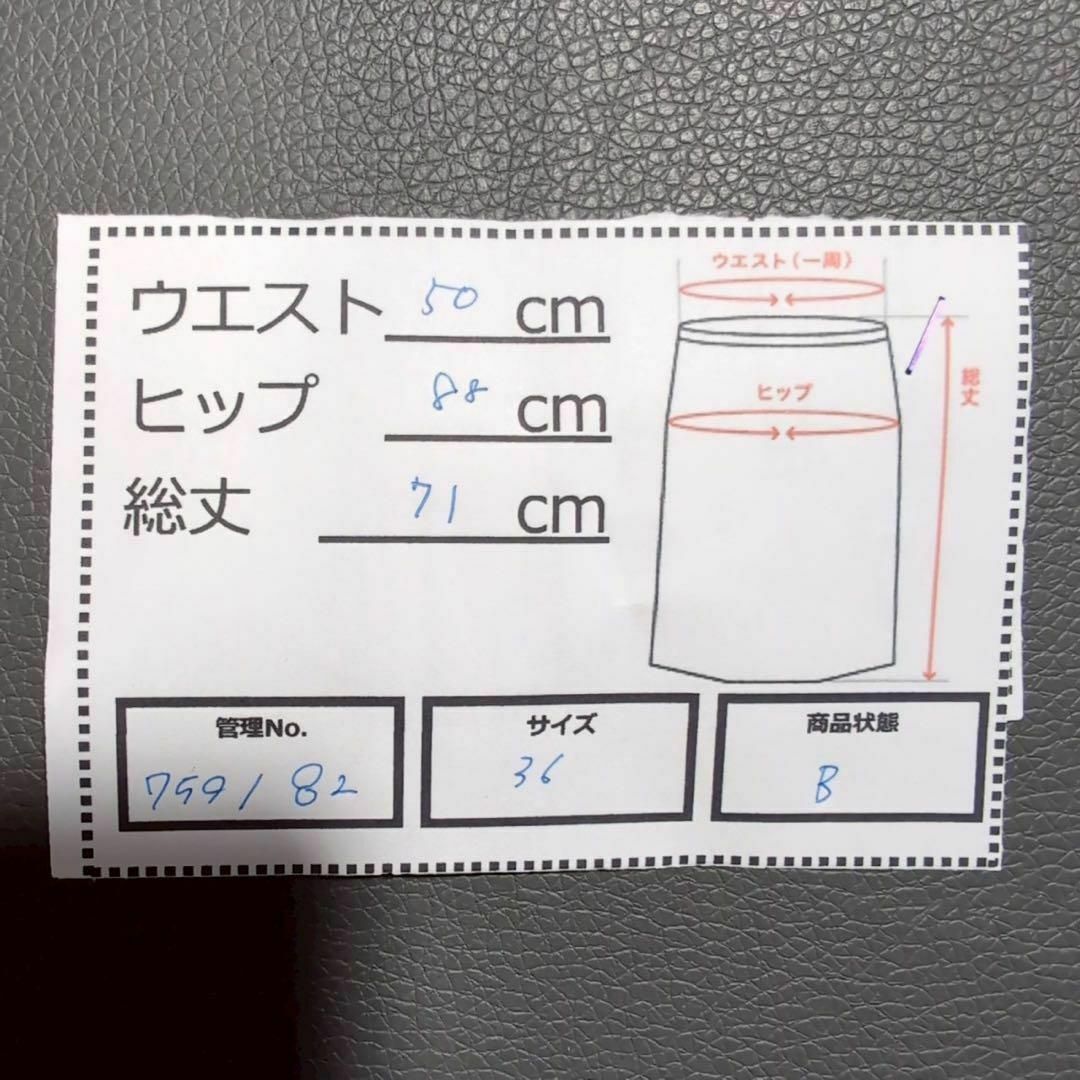 ウエスト 50 cm
ヒップ 88 cm
総丈 71 cm
ウエスト(一周)
ヒップ
総丈
管理No.
759182
サイズ
36
商品状態
B